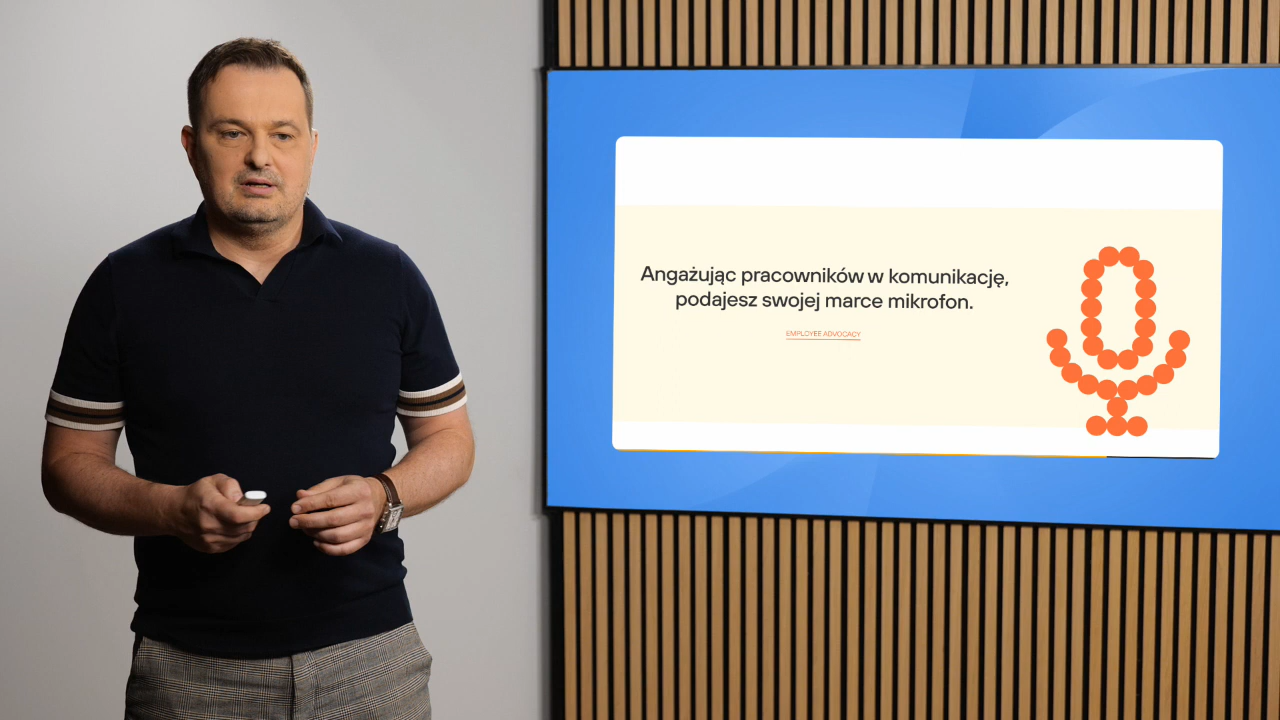 Angażując pracowników w komunikację,
podajesz swojej marce mikrofon.
EMPLOYEE ADVOCACY